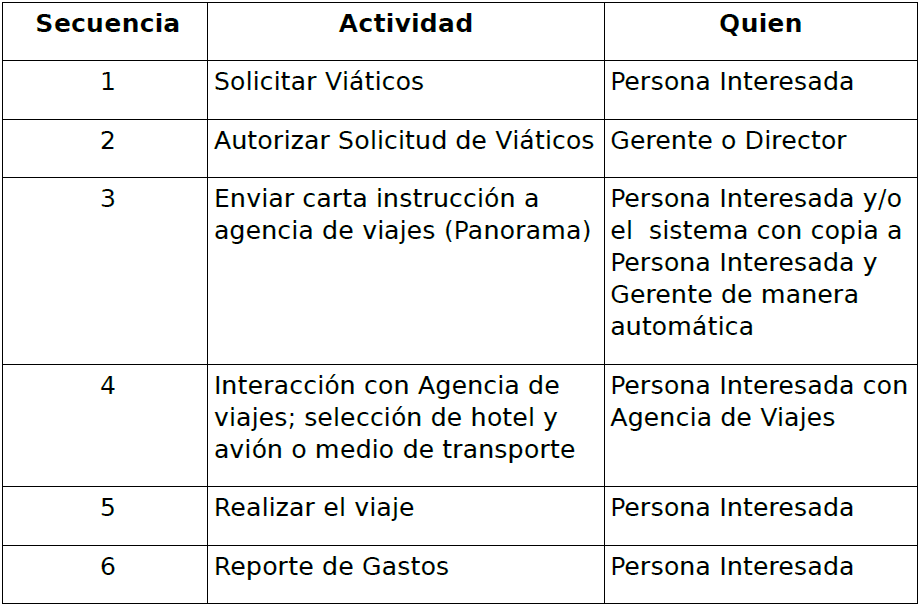 Secuencia Actividad Quien
1 Solicitar Viáticos Persona Interesada
2 Autorizar Solicitud de Viáticos Gerente o Director
3 Enviar carta instrucción a
agencia de viajes (Panorama)
Persona Interesada y/o
el  sistema con copia a
Persona Interesada y
Gerente de manera
automática
4 Interacción con Agencia de
viajes; selección de hotel y
avión o medio de transporte
Persona Interesada con
Agencia de Viajes
5 Realizar el viaje Persona Interesada
6 Reporte de Gastos Persona Interesada